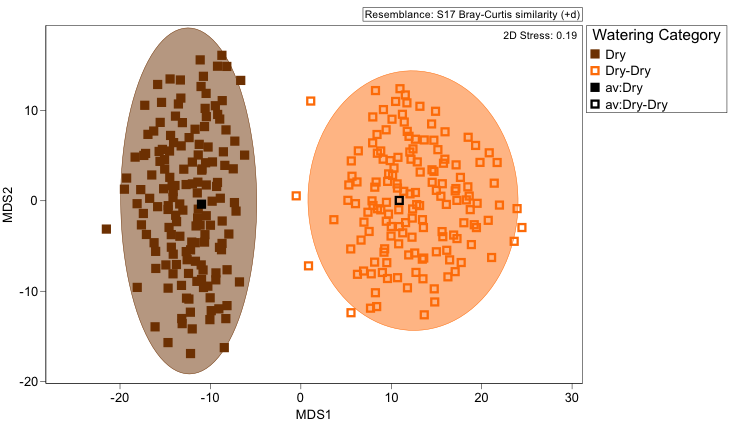 Resemblance: S17 Bray-Curtis similarity (+d)
2D Stress: 0.19
Watering Category
Dry
Dry-Dry
av:Dry
av:Dry-Dry
MDS2
10
0
-10
-20
-20
-10
0
10
20
30
MDS1